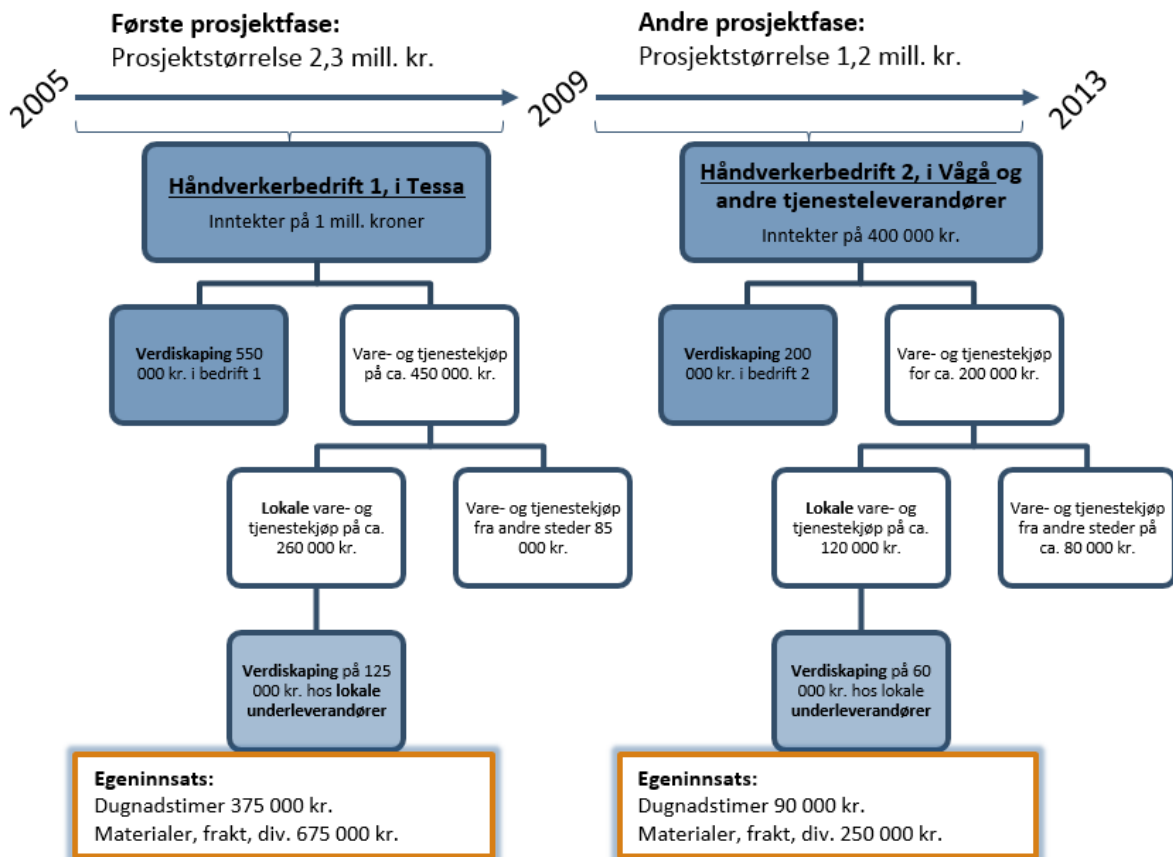 Første prosjektfase:
Prosjektstørrelse 2,3 mill. kr.
Andre prosjektfase:
Prosjektstørrelse 1,2 mill. kr.
2005
2009
2013
Håndverkerbedrift 1, i Tessa
Inntekter på 1 mill. kroner
Håndverkerbedrift 2, i Vågå og
andre tjenesteleverandører
Inntekter på 400 000 kr.
Verdiskaping 550
000 kr. i bedrift 1
Vare- og tjenestekjøp
på ca. 450 000. kr.
Verdiskaping 200
000 kr. i bedrift 2
Vare- og tjenestekjøp
for ca. 200 000 kr.
Lokale vare- og
tjenestekjøp på ca.
260 000 kr.
Vare- og tjenestekjøp
fra andre steder 85
000 kr.
Lokale vare- og
tjenestekjøp på ca.
120 000 kr.
Vare- og tjenestekjøp
fra andre steder på
ca. 80 000 kr.
Verdiskaping på 125
000 kr. hos lokale
underleverandører
Verdiskaping på 60
000 kr. hos lokale
underleverandører
Egeninnsats:
Dugnadstimer 375 000 kr.
Materialer, frakt, div. 675 000 kr.
Egeninnsats:
Dugnadstimer 90 000 kr.
Materialer, frakt, div. 250 000 kr.